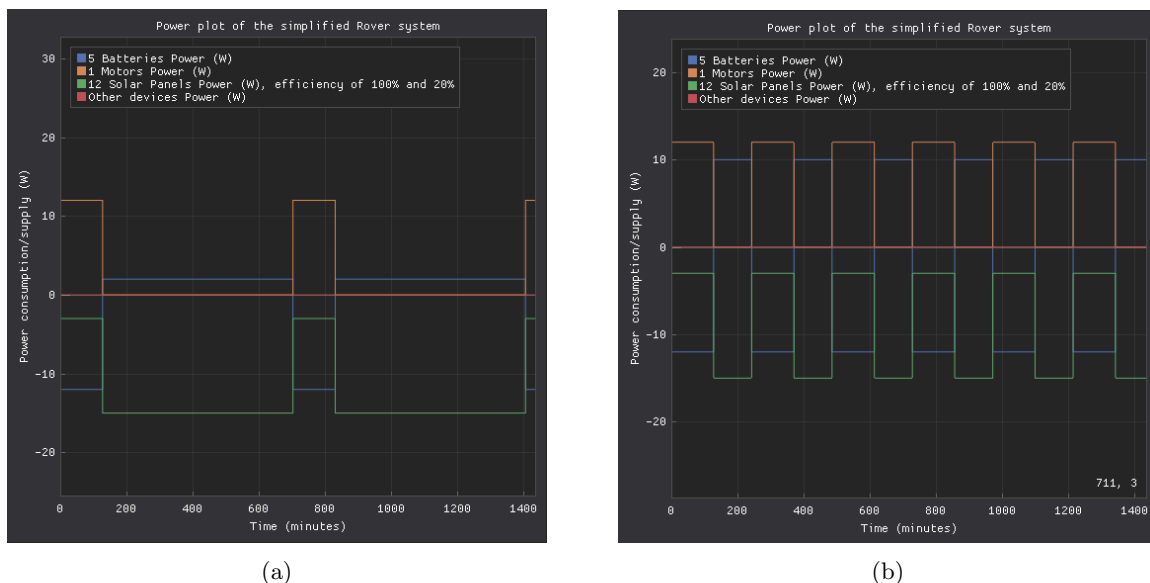 Power plot of the simplified Rover system
5 Batteries Power (W)
1 Motors Power (W)
12 Solar Panels Power (W), efficiency of 100% and 20%
Other devices Power (W)
30
20
10
0
-10
-20
Power consumption/supply (W)
0 200 400 600 800 1000 1200 1400
Time (minutes)
(a)
Power plot of the simplified Rover system
5 Batteries Power (W)
1 Motors Power (W)
12 Solar Panels Power (W), efficiency of 100% and 20%
Other devices Power (W)
20
10
0
-10
-20
Power consumption/supply (W)
711, 3
0 200 400 600 800 1000 1200 1400
Time (minutes)
(b)